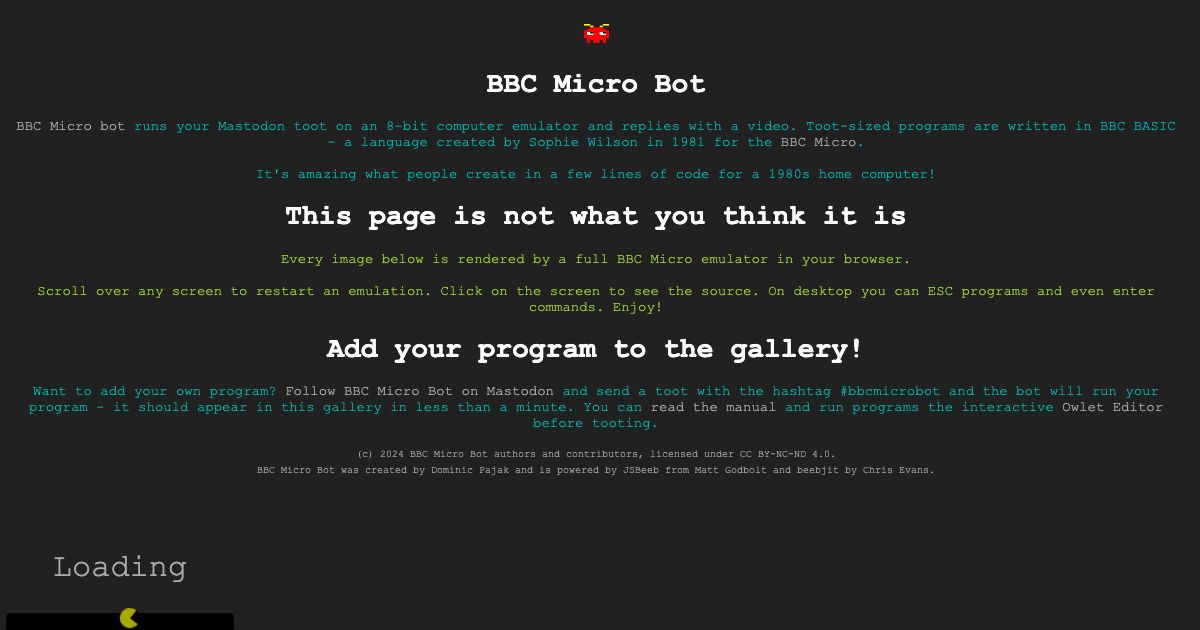 BBC Micro Bot
BBC Micro bot runs your Mastodon toot on an 8-bit computer emulator and replies with a video. Toot-sized programs are written in BBC BASIC
- a language created by Sophie Wilson in 1981 for the BBC Micro.
It's amazing what people create in a few lines of code for a 1980s home computer!
This page is not what you think it is
Every image below is rendered by a full BBC Micro emulator in your browser.
Scroll over any screen to restart an emulation. Click on the screen to see the source. On desktop you can ESC programs and even enter
commands. Enjoy!
Add your program to the gallery!
Want to add your own program? Follow BBC Micro Bot on Mastodon and send a toot with the hashtag #bbcmicrobot and the bot will run your
program - it should appear in this gallery in less than a minute. You can read the manual and run programs the interactive Owlet Editor
before tooting.
(c) 2024 BBC Micro Bot authors and contributors, licensed under CC BY-NC-ND 4.0.
BBC Micro Bot was created by Dominic Pajak and is powered by JSBeeb from Matt Godbolt and beebjit by Chris Evans.
Loading